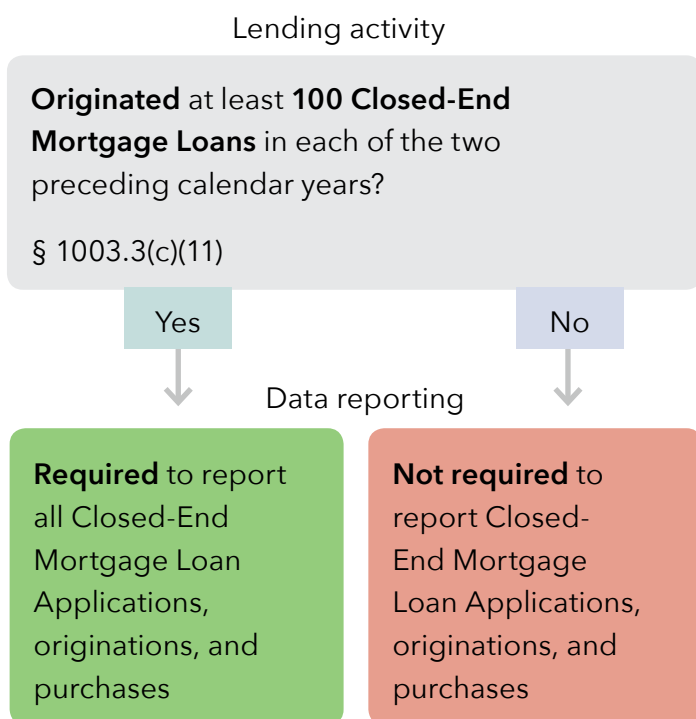 Lending activity
Originated at least 100 Closed-End
Mortgage Loans in each of the two
preceding calendar years?
§ 1003.3(c)(11)
Yes
No
Data reporting
Required to report
all Closed-End
Mortgage Loan
Applications,
originations, and
purchases
Not required to
report Closed-
End Mortgage
Loan Applications,
originations, and
purchases